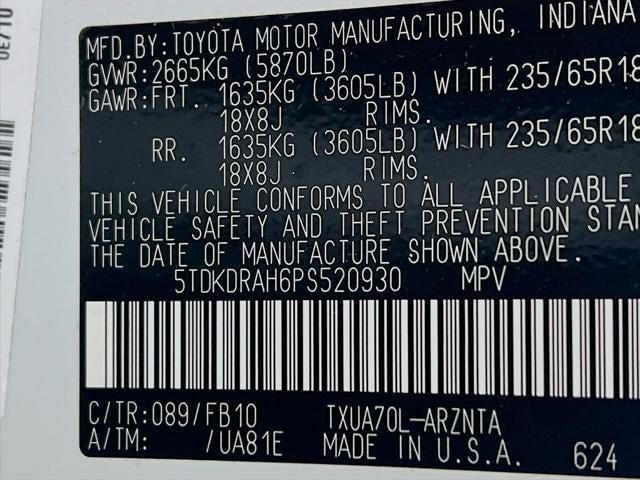 MFD.BY:TOYOTA MOTOR MANUFACTURING, INDIANA
GVWR:2665KG (5870LB)
GAWR:FRT. 1635KG (3605LB) WITH 235/65R18
18X8J RIMS.
RR. 1635KG (3605LB) WITH 235/65R18
18X8J RIMS.
THIS VEHICLE CONFORMS TO ALL APPLICABLE
VEHICLE SAFETY AND THEFT PREVENTION STAN
THE DATE OF MANUFACTURE SHOWN ABOVE.
5TDKDRAH6PS520930 MPV
C/TR:089/FB10 TXUA70L-ARZNTA
A/TM: /UA81E MADE IN U.S.A. 624